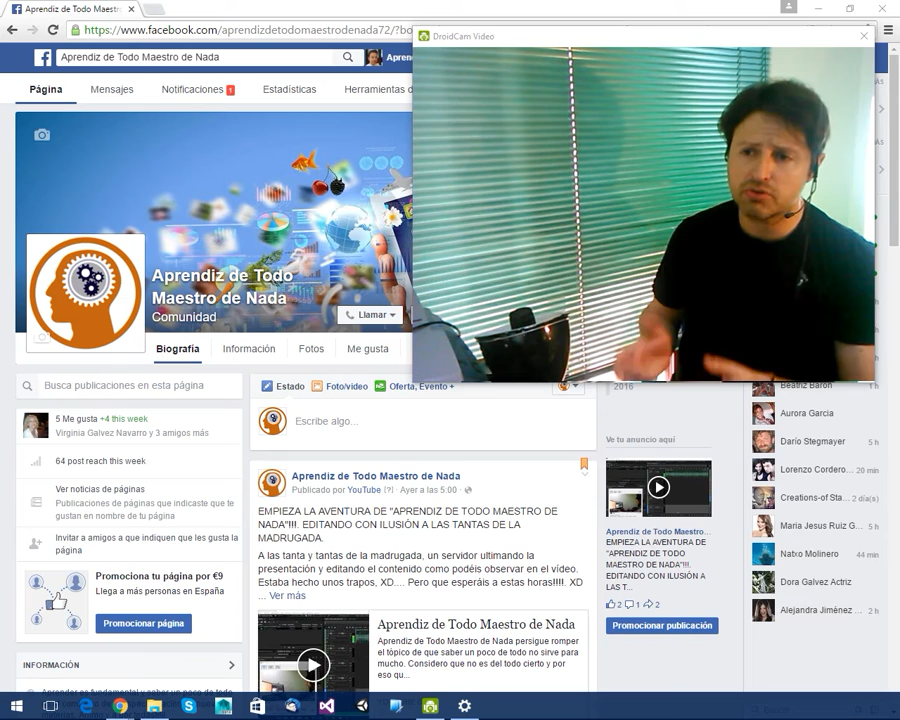 Aprendiz de Todo Maestro
https://www.facebook.com/aprendizdetodomaestrodenada72/?bo
DroidCam Video
Aprendiz de Todo Maestro de Nada
Apren
Página
Mensajes
Notificaciones 1
Estadísticas
Herramientas d
Aprendiz de Todo
Maestro de Nada
Comunidad
Llamar
Biografía
Información
Fotos
Me gusta
Busca publicaciones en esta página
Estado
Foto/vídeo
Oferta, Evento +
2016
5 Me gusta +4 this week
Virginia Galvez Navarro y 3 amigos más
64 post reach this week
Ver noticias de páginas
Publicaciones de páginas que indicaste que te
gustan en nombre de tu página
Invitar a amigos a que indiquen que les gusta la
página
Promociona tu página por €9
Llega a más personas en España
Promocionar página
INFORMACIÓN
Escribe algo...
Aprendiz de Todo Maestro de Nada
Publicado por YouTube [?] · Ayer a las 5:00 ·
EMPIEZA LA AVENTURA DE "APRENDIZ DE TODO MAESTRO DE
NADA"!!!. EDITANDO CON ILUSIÓN A LAS TANTAS DE LA
MADRUGADA.
A las tanta y tantas de la madrugada, un servidor ultimando la
presentación y editando el contenido como podéis observar en el vídeo.
Estaba hecho unos trapos, XD.... Pero que esperáis a estas horas!!!!. XD
... Ver más
Aprendiz de Todo Maestro de Nada
Aprendiz de Todo Maestro de Nada persigue romper
el tópico de que saber un poco de todo no sirve para
mucho. Considero que no es del todo cierto y por
eso qu...
Ve tu anuncio aquí
Aprendiz de Todo Maestro...
EMPIEZA LA AVENTURA DE
"APRENDIZ DE TODO
MAESTRO DE NADA"!!!.
EDITANDO CON ILUSIÓN A
LAS T...
2 1 2
Promocionar publicación
Beatriz Baron
Aurora Garcia
Darío Stegmayer 5 h
Lorenzo Cordero... 20 min
Creations-of Sta... 2 día(s)
Maria Jesus Ruiz G... 5 h
Natxo Molinero 44 min
Dora Galvez Actriz
Alejandra Jiménez ... 2 h